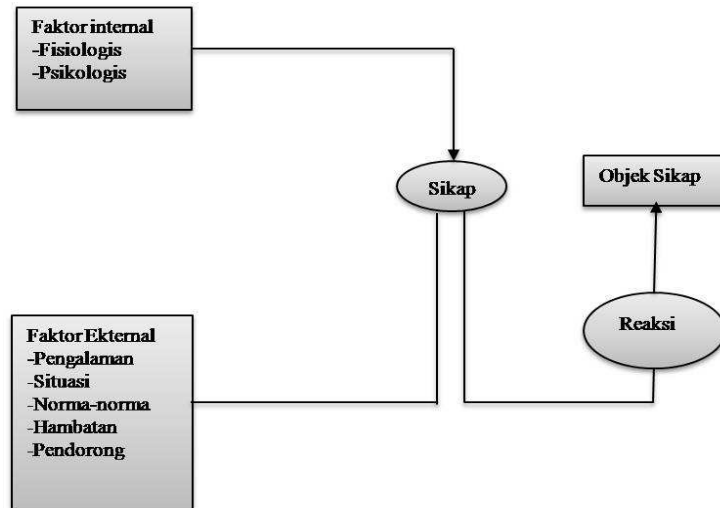 Faktor internal
-Fisiologis
-Psikologis
Sikap
Objek Sikap
Reaksi
Faktor Ekternal
-Pengalaman
-Situasi
-Norma-norma
-Hambatan
-Pendorong